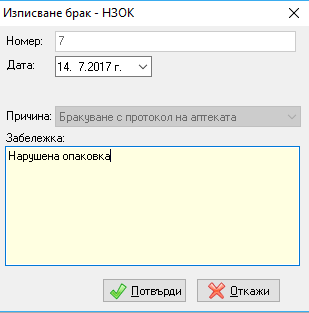 Изписване брак - НЗОК
Номер: 7
Дата: 14. 7.2017 г.
Причина: Бракуване с протокол на аптеката
Забележка:
Нарушена опаковка
Потвърди Откажи